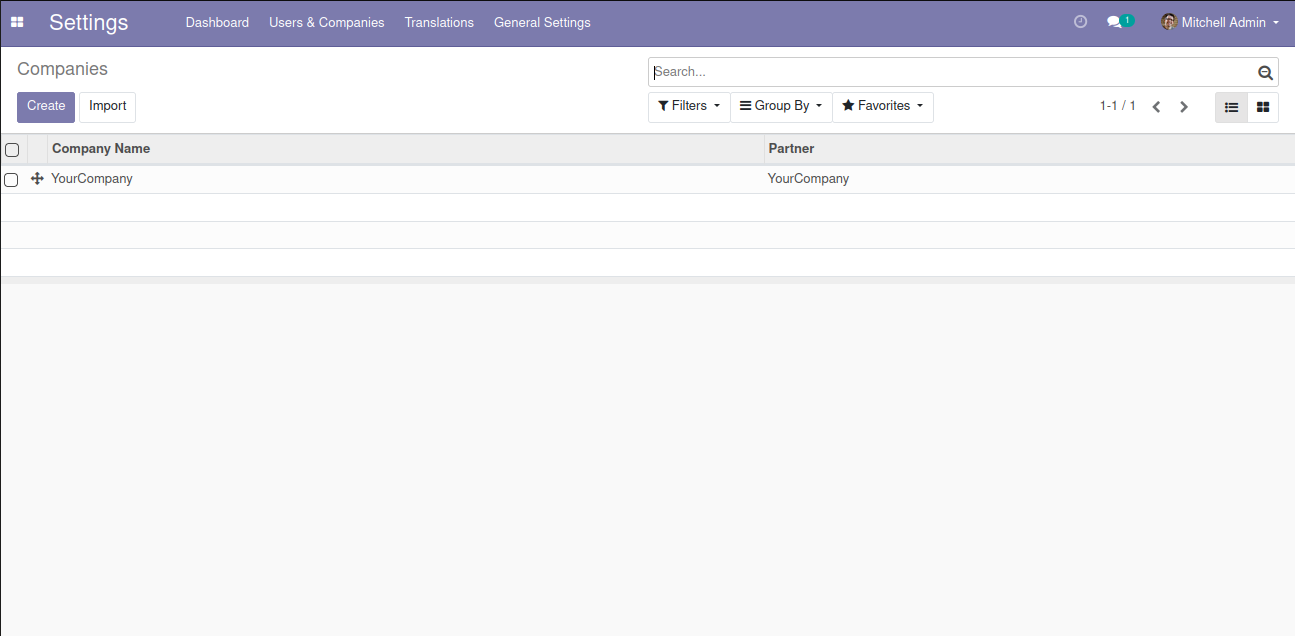 Settings Dashboard Users & Companies Translations General Settings 1 Mitchell Admin
Companies
Search...
Create Import Filters Group By Favorites 1-1 / 1
Company Name Partner
YourCompany YourCompany